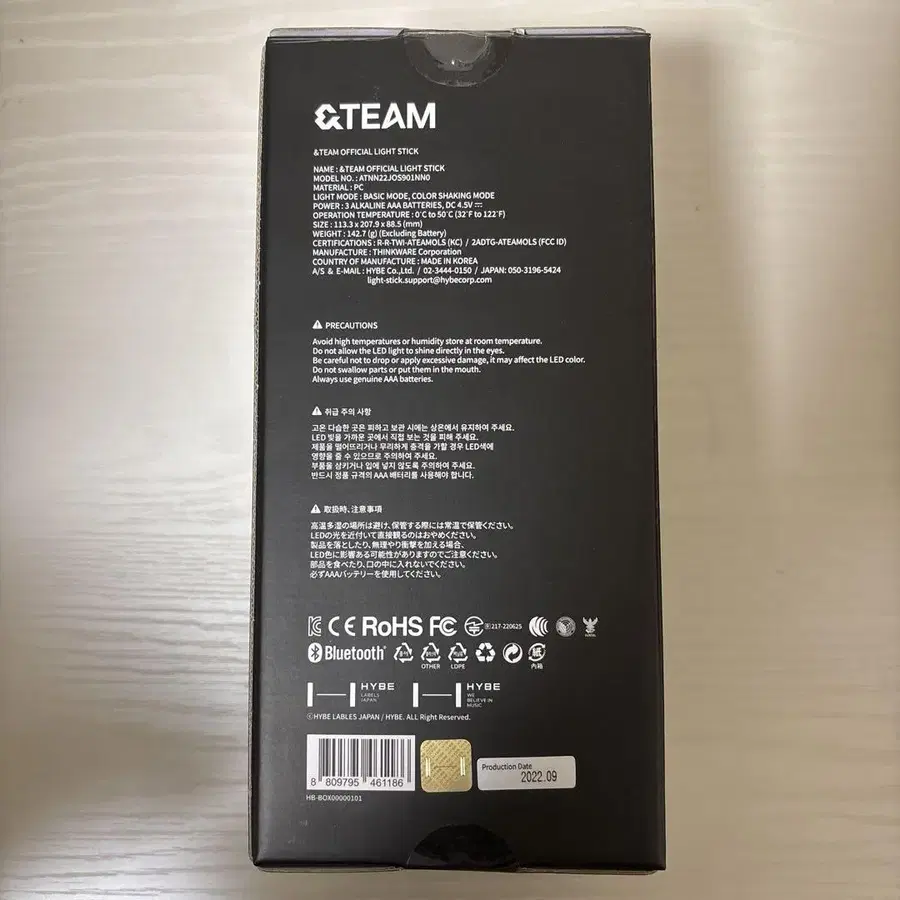 &TEAM
&TEAM OFFICIAL LIGHT STICK
NAME : &TEAM OFFICIAL LIGHT STICK
MODEL NO. : ATNN22JOS901NN0
MATERIAL : PC
LIGHT MODE : BASIC MODE, COLOR SHAKING MODE
POWER : 3 ALKALINE AAA BATTERIES, DC 4.5V ⎓
OPERATION TEMPERATURE : 0˚C to 50˚C (32˚F to 122˚F)
SIZE : 113.3 x 207.9 x 88.5 (mm)
WEIGHT : 142.7 (g) (Excluding Battery)
CERTIFICATIONS : R-R-TWI-ATEAMOLS (KC) / 2ADTG-ATEAMOLS (FCC ID)
MANUFACTURE : THINKWARE Corporation
COUNTRY OF MANUFACTURE : MADE IN KOREA
A/S & E-MAIL : HYBE Co.,Ltd. / 02-3444-0150 / JAPAN: 050-3196-5424
light-stick.support@hybecorp.com
⚠ PRECAUTIONS
Avoid high temperatures or humidity store at room temperature.
Do not allow the LED light to shine directly in the eyes.
Be careful not to drop or apply excessive damage, it may affect the LED color.
Do not swallow parts or put them in the mouth.
Always use genuine AAA batteries.
⚠ 취급 주의 사항
고온 다습한 곳은 피하고 보관 시에는 상온에서 유지하여 주세요.
LED 빛을 가까운 곳에서 직접 보는 것을 피해 주세요.
제품을 떨어뜨리거나 무리하게 충격을 가할 경우 LED색에
영향을 줄 수 있으므로 주의하여 주세요.
부품을 삼키거나 입에 넣지 않도록 주의하여 주세요.
반드시 정품 규격의 AAA 배터리를 사용해야 합니다.
⚠ 取扱時、注意事項
高温多湿の場所は避け、保管する際には常温で保管ください。
LEDの光を近付いて直接観るのはおやめください。
製品を落としたり、無理やり衝撃を加える場合、
LED色に影響ある可能性がありますのでご注意ください。
部品を食べたり、口の中に入れないでください。
必ずAAAバッテリーを使用してください。
CE RoHS FC R 217-220625
Bluetooth® OTHER LDPE 紙 内箱
HYBE LABELS JAPAN HYBE WE BELIEVE IN MUSIC
ⓒHYBE LABLES JAPAN / HYBE. ALL Right Reserved.
8 809795 461186
Production Date
2022.09
HB-BOX00000101